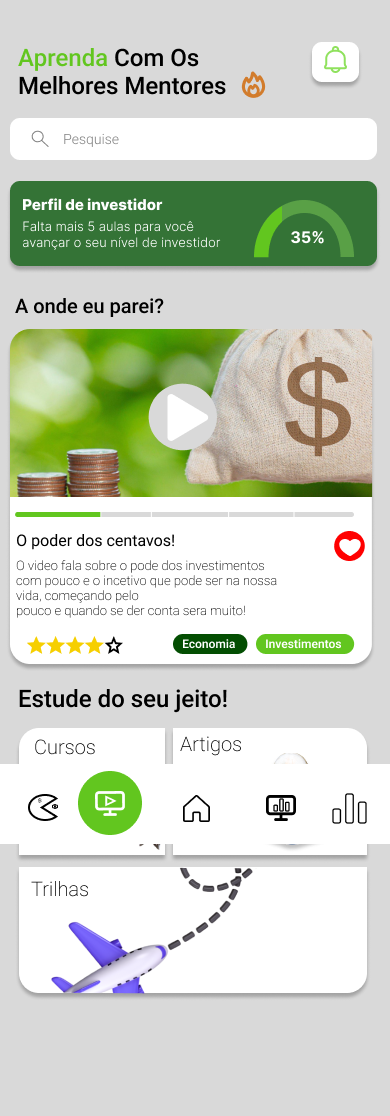 Aprenda Com Os
Melhores Mentores
Pesquise
Perfil de investidor
Falta mais 5 aulas para você
avançar o seu nível de investidor
35%
A onde eu parei?
$
O poder dos centavos!
O video fala sobre o pode dos investimentos
com pouco e o incetivo que pode ser na nossa
vida, começando pelo
pouco e quando se der conta sera muito!
Economia
Investimentos
Estude do seu jeito!
Cursos
Artigos
Trilhas